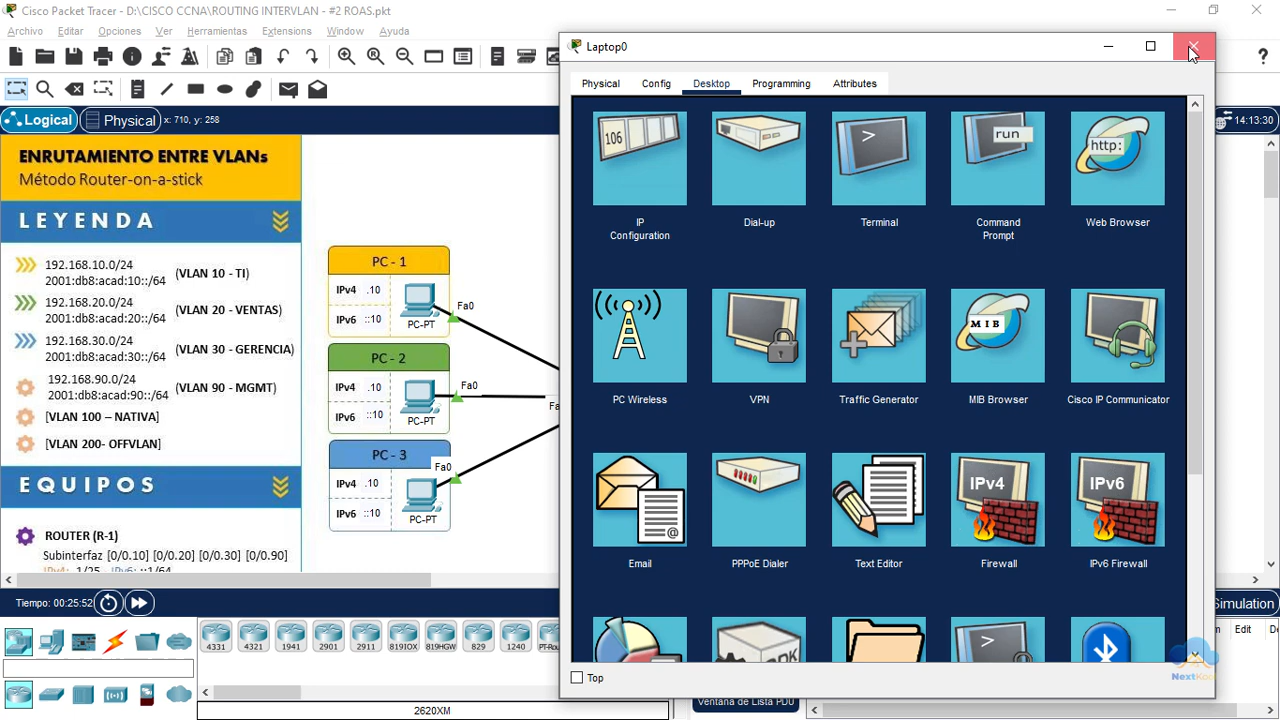 Cisco Packet Tracer - D:\CISCO CCNA\ROUTING INTERVLAN - #2 ROAS.pkt
Archivo Editar Opciones Ver Herramientas Extensions Window Ayuda
Logical Physical x: 710, y: 258
14:13:30
ENRUTAMIENTO ENTRE VLANs
Método Router-on-a-stick
LEYENDA
192.168.10.0/24
2001:db8:acad:10::/64
(VLAN 10 - TI)
192.168.20.0/24
2001:db8:acad:20::/64
(VLAN 20 - VENTAS)
192.168.30.0/24
2001:db8:acad:30::/64
(VLAN 30 - GERENCIA)
192.168.90.0/24
2001:db8:acad:90::/64
(VLAN 90 - MGMT)
[VLAN 100 – NATIVA]
[VLAN 200- OFFVLAN]
EQUIPOS
ROUTER (R-1)
Subinterfaz [0/0.10] [0/0.20] [0/0.30] [0/0.90]
PC - 1
IPv4 .10
IPv6 ::10
PC-PT
Fa0
PC - 2
IPv4 .10
IPv6 ::10
PC-PT
Fa0
PC - 3
IPv4 .10
IPv6 ::10
PC-PT
Fa0
Laptop0
Physical Config Desktop Programming Attributes
106
>
run
http:
IP
Configuration
Dial-up
Terminal
Command
Prompt
Web Browser
MIB
PC Wireless
VPN
Traffic Generator
MIB Browser
Cisco IP Communicator
IPv4
IPv6
Email
PPPoE Dialer
Text Editor
Firewall
IPv6 Firewall
>
Top
Tiempo: 00:25:52
Simulation
4331 4321 1941 2901 2911 819IOX 819HGW 829 1240
2620XM
Ventana de Lista PDU
Edit